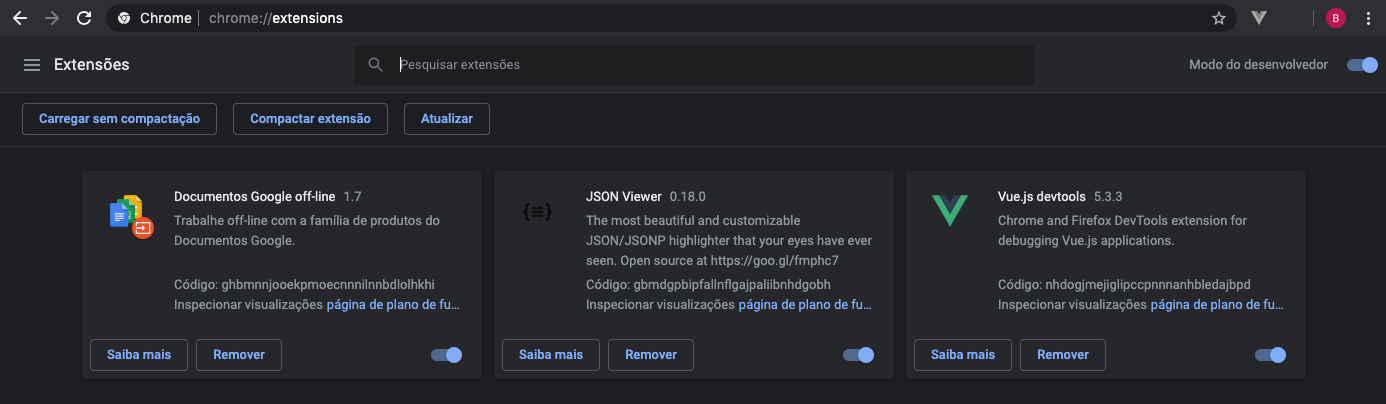 Chrome chrome://extensions
B
Extensões
Pesquisar extensões
Modo do desenvolvedor
Carregar sem compactação
Compactar extensão
Atualizar
Documentos Google off-line 1.7
Trabalhe off-line com a família de produtos do
Documentos Google.
Código: ghbmnnjooekpmoecnnnilnnbdlolhkhi
Inspecionar visualizações página de plano de fu...
Saiba mais
Remover
{≡}
JSON Viewer 0.18.0
The most beautiful and customizable
JSON/JSONP highlighter that your eyes have ever
seen. Open source at https://goo.gl/fmphc7
Código: gbmdgpbipfallnflgajpaliibnhdgobh
Inspecionar visualizações página de plano de fu...
Saiba mais
Remover
Vue.js devtools 5.3.3
Chrome and Firefox DevTools extension for
debugging Vue.js applications.
Código: nhdogjmejiglipccpnnnanhbledajbpd
Inspecionar visualizações página de plano de fu...
Saiba mais
Remover